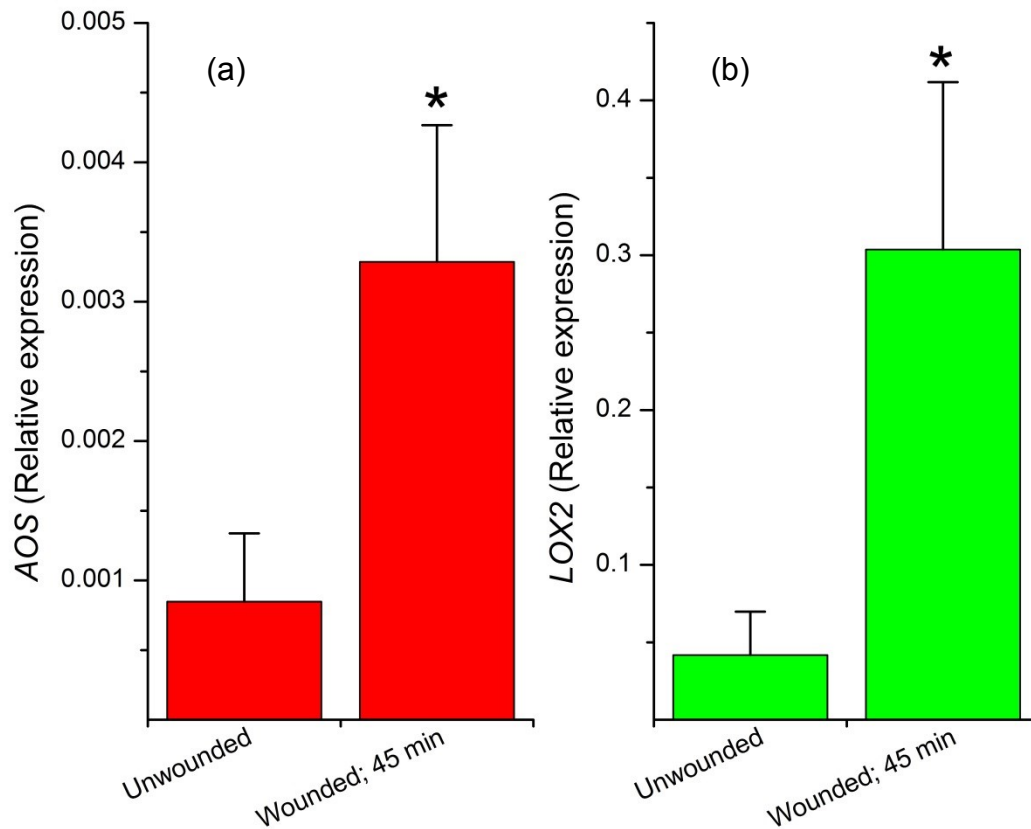 (a)
*
0.005
0.004
0.003
0.002
0.001
AOS (Relative expression)
Unwounded
Wounded; 45 min
(b)
*
0.4
0.3
0.2
0.1
LOX2 (Relative expression)
Unwounded
Wounded; 45 min